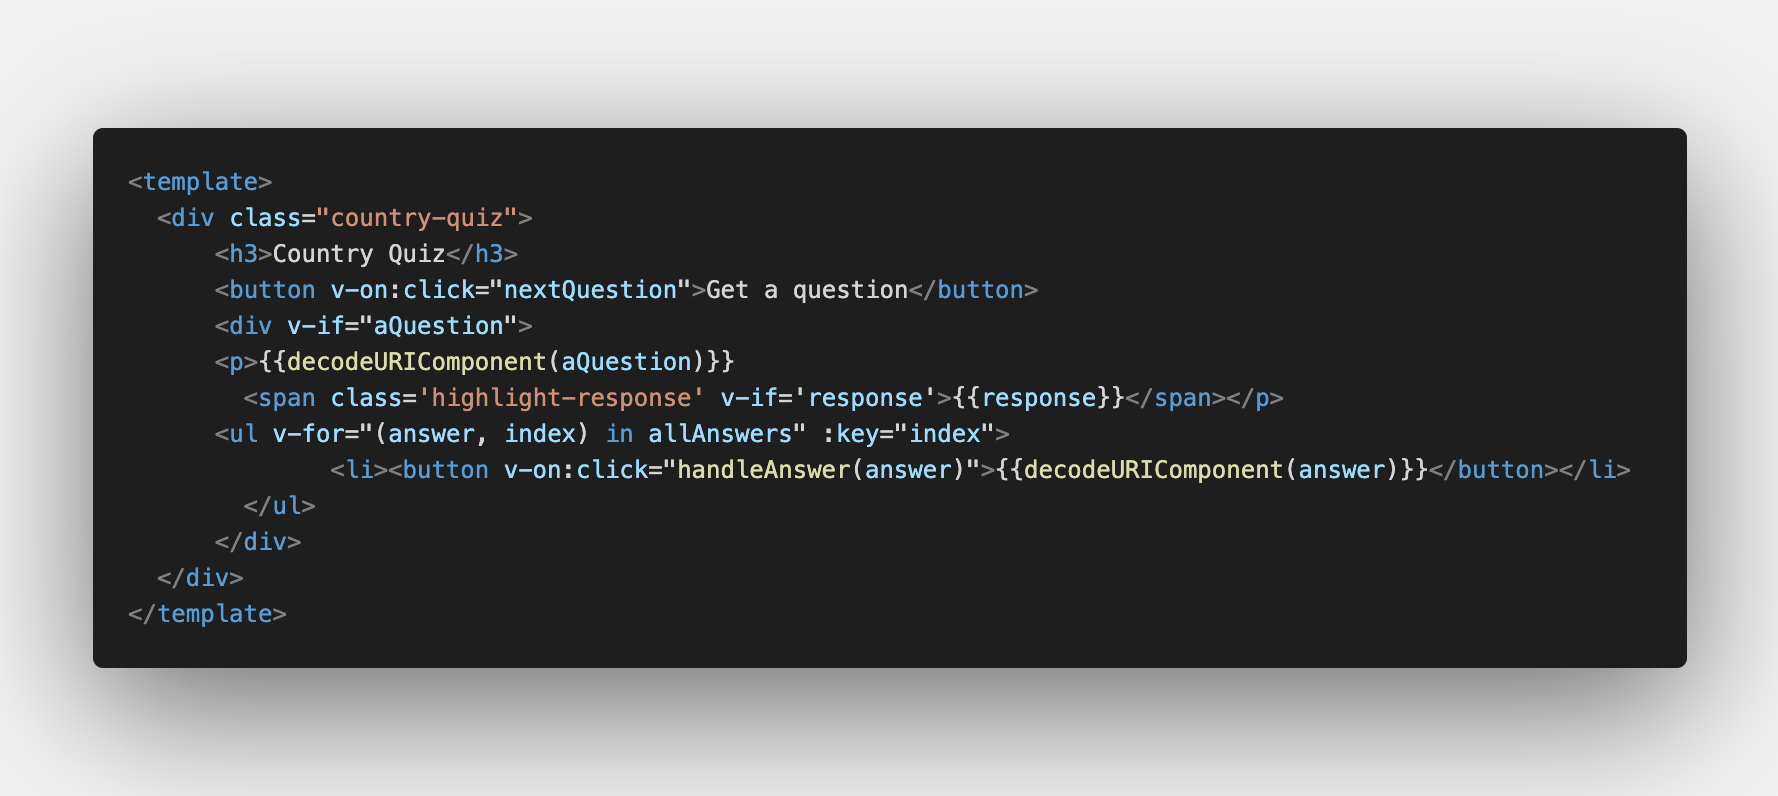 <template>
  <div class="country-quiz">
      <h3>Country Quiz</h3>
      <button v-on:click="nextQuestion">Get a question</button>
      <div v-if="aQuestion">
      <p>{{decodeURIComponent(aQuestion)}}
        <span class='highlight-response' v-if='response'>{{response}}</span></p>
      <ul v-for="(answer, index) in allAnswers" :key="index">
              <li><button v-on:click="handleAnswer(answer)">{{decodeURIComponent(answer)}}</button></li>
        </ul>
      </div>
  </div>
</template>